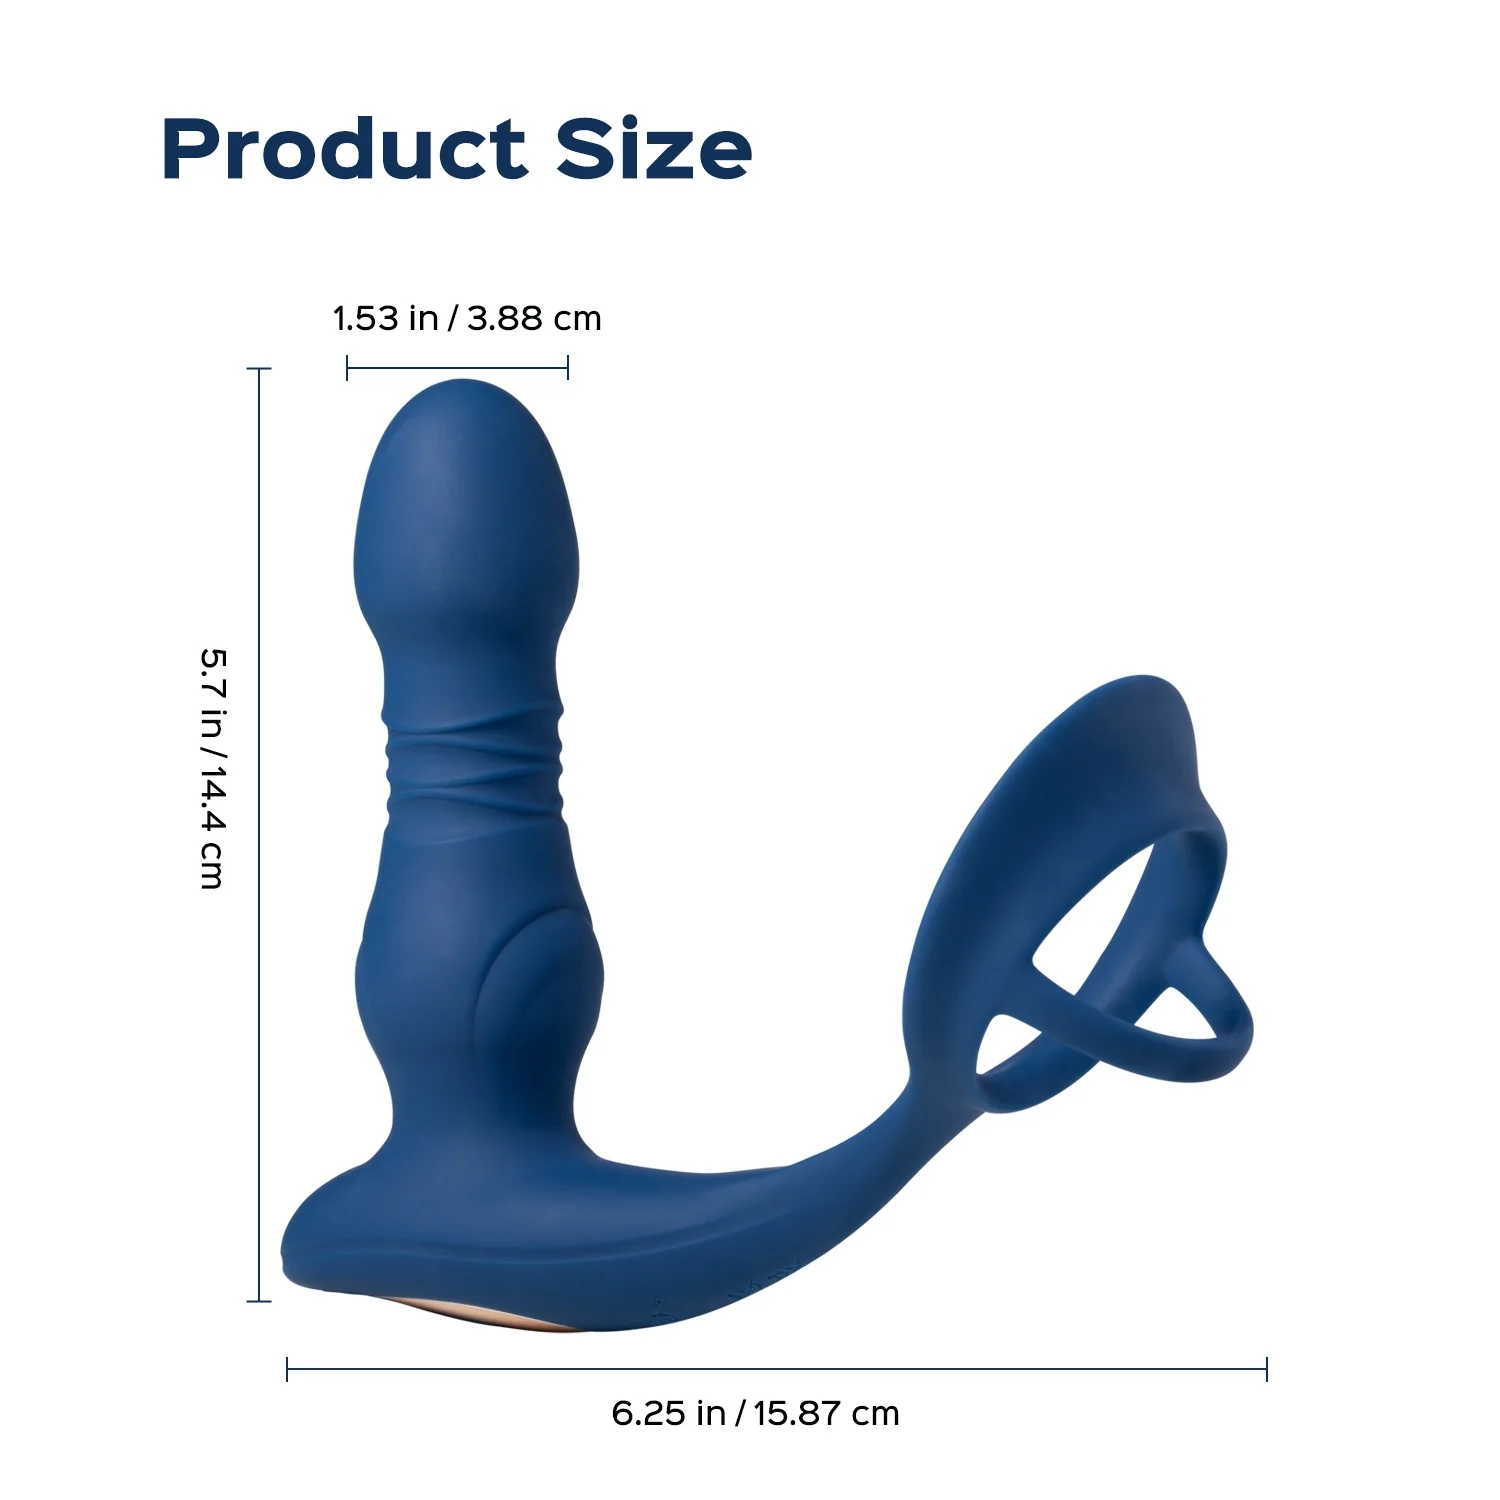 Product Size
1.53 in / 3.88 cm
5.7 in / 14.4 cm
6.25 in / 15.87 cm